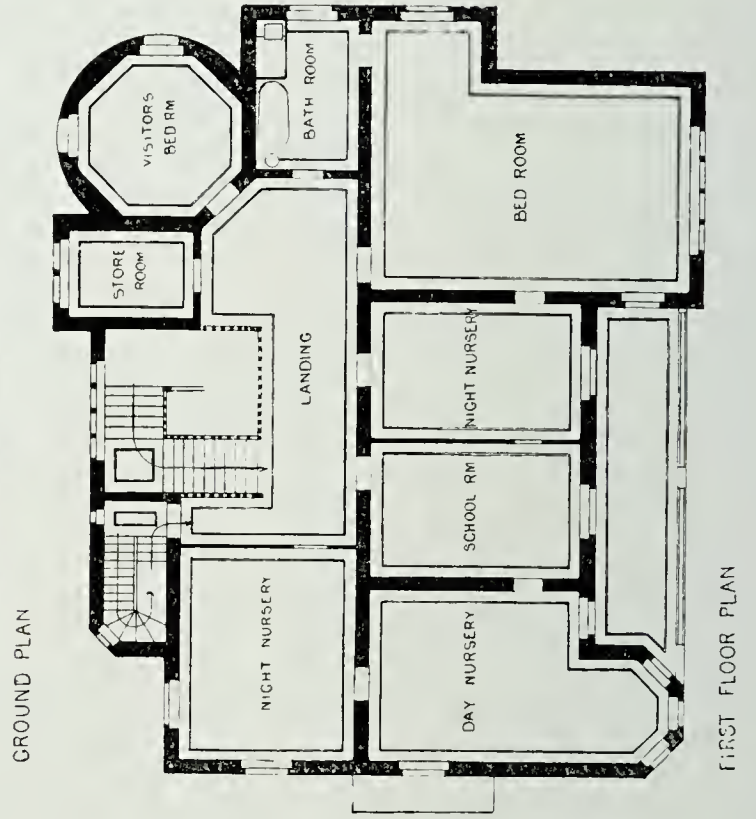 GROUND PLAN
VISITORS
BED RM
BATH ROOM
STORE
ROOM
BED ROOM
LANDING
NIGHT NURSERY
SCHOOL RM
NIGHT NURSERY
DAY NURSERY
FIRST FLOOR PLAN